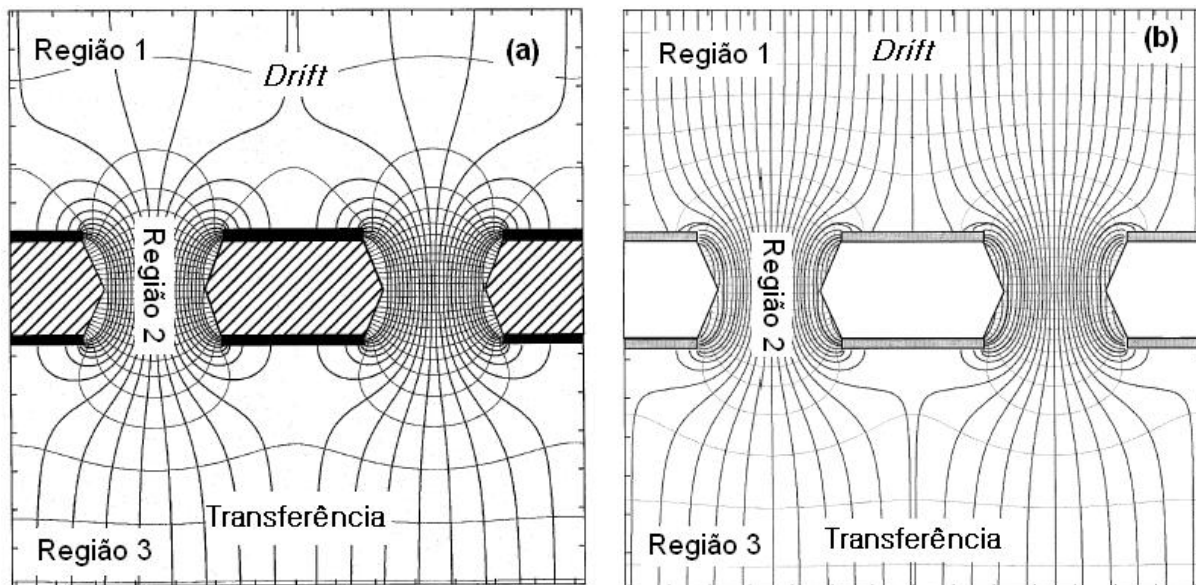 Região 1
Drift
(a)
Região 2
Transferência
Região 3
Região 1
Drift
(b)
Região 2
Transferência
Região 3